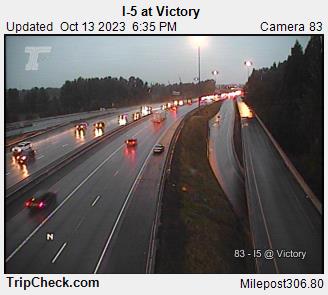 I-5 at Victory
Updated Oct 13 2023 6:35 PM Camera 83
T
N
83 - I5 @ Victory
TripCheck.com Milepost306.80